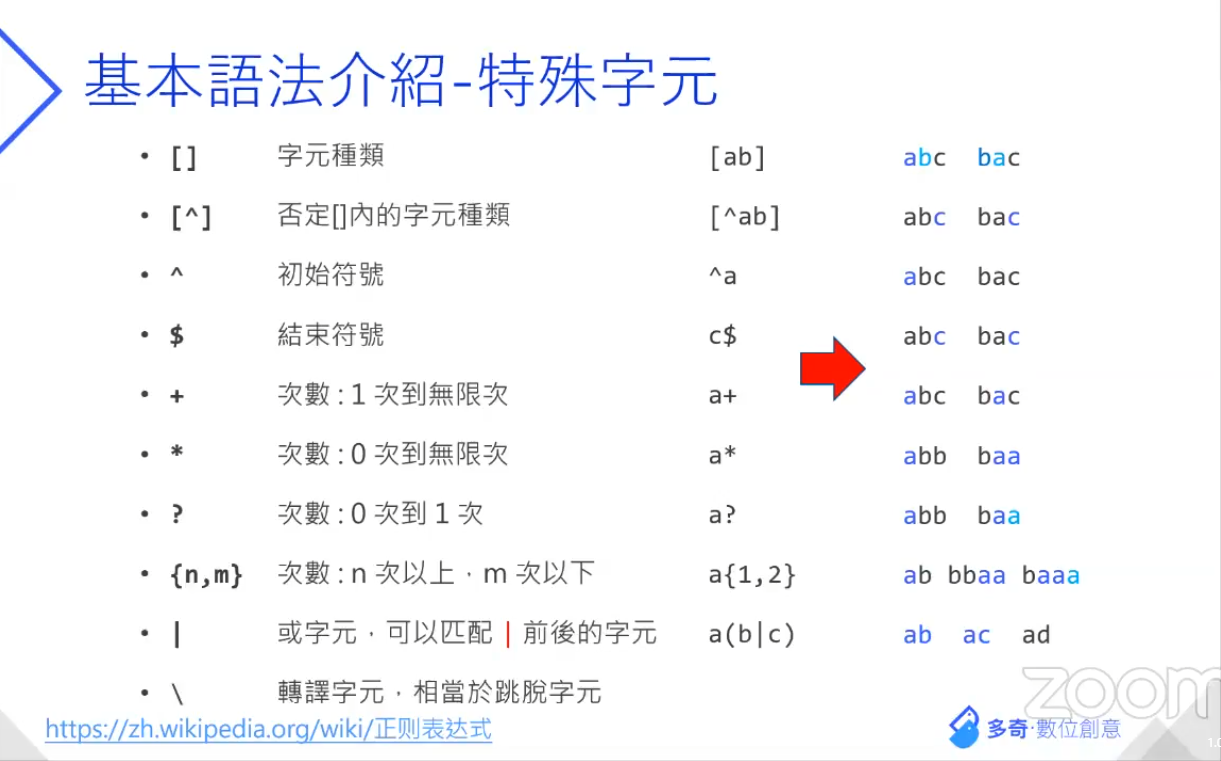 基本語法介紹-特殊字元
• [] 字元種類 [ab] abc bac
• [^] 否定[]內的字元種類 [^ab] abc bac
• ^ 初始符號 ^a abc bac
• $ 結束符號 c$ abc bac
• + 次數 : 1 次到無限次 a+ abc bac
• * 次數 : 0 次到無限次 a* abb baa
• ? 次數 : 0 次到 1 次 a? abb baa
• {n,m} 次數 : n 次以上，m 次以下 a{1,2} ab bbaa baaa
• | 或字元，可以匹配 | 前後的字元 a(b|c) ab ac ad
• \ 轉譯字元，相當於跳脫字元
https://zh.wikipedia.org/wiki/正则表达式
多奇·數位創意
zoom